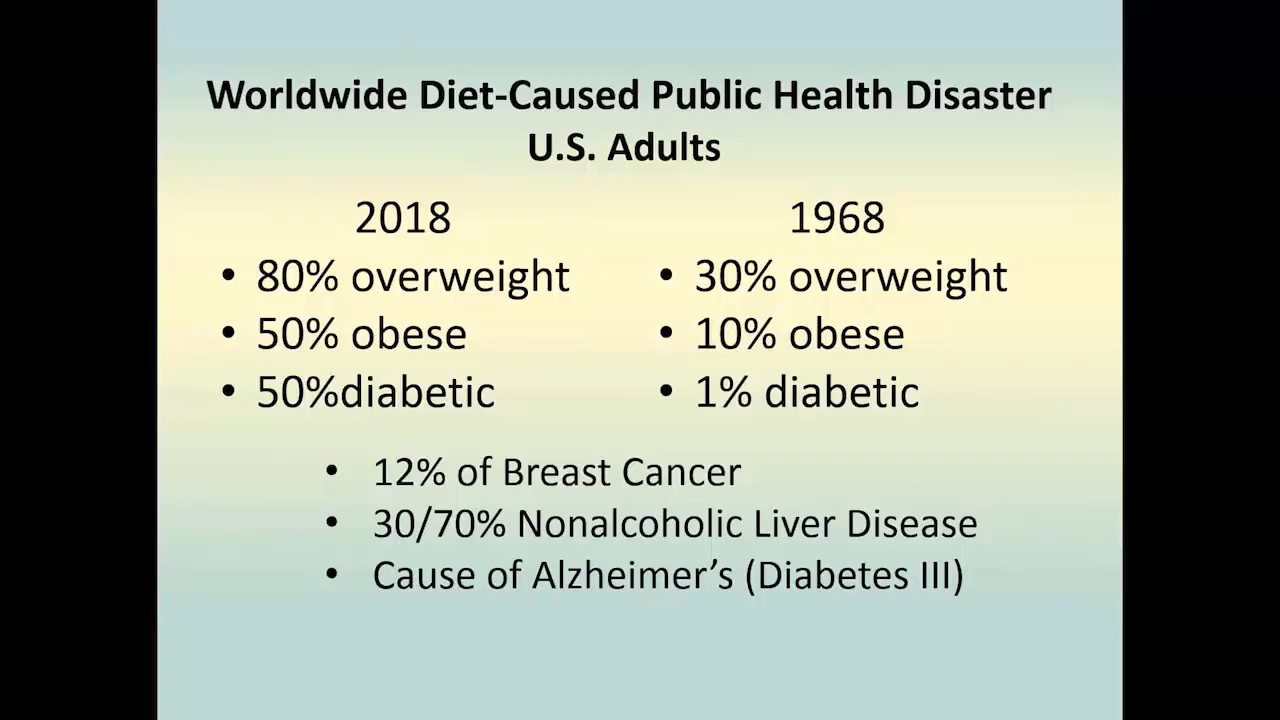 Worldwide Diet-Caused Public Health Disaster
U.S. Adults
2018
• 80% overweight
• 50% obese
• 50%diabetic
1968
• 30% overweight
• 10% obese
• 1% diabetic
• 12% of Breast Cancer
• 30/70% Nonalcoholic Liver Disease
• Cause of Alzheimer’s (Diabetes III)